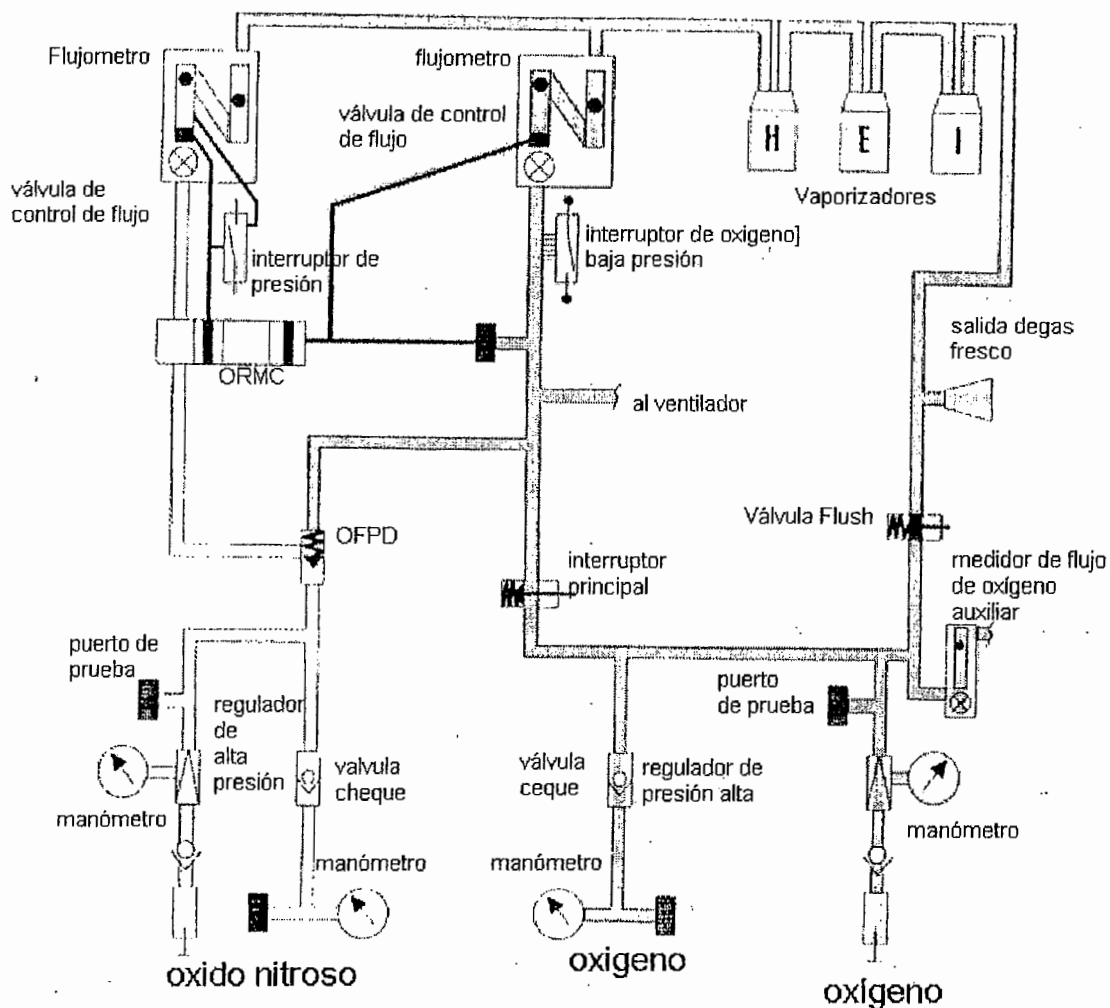 Flujometro
flujometro
válvula de control
de flujo
H
E
I
Vaporizadores
válvula de
control de flujo
interruptor de
presión
interruptor de oxigeno]
baja presión
salida degas
fresco
ORMC
al ventilador
OFPD
Válvula Flush
interruptor
principal
medidor de flujo
de oxígeno
auxiliar
puerto de
prueba
puerto
de prueba
regulador
de
alta
presión
valvula
cheque
válvula
ceque
regulador de
presión alta
manómetro
manómetro
manómetro
manómetro
oxido nitroso
oxigeno
oxígeno